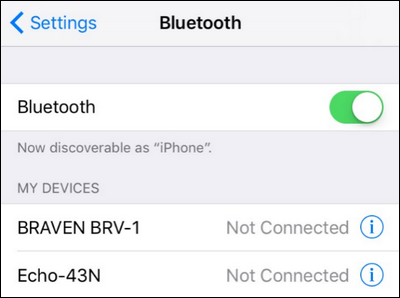 Settings Bluetooth
Bluetooth
Now discoverable as “iPhone”.
MY DEVICES
BRAVEN BRV-1 Not Connected i
Echo-43N Not Connected i